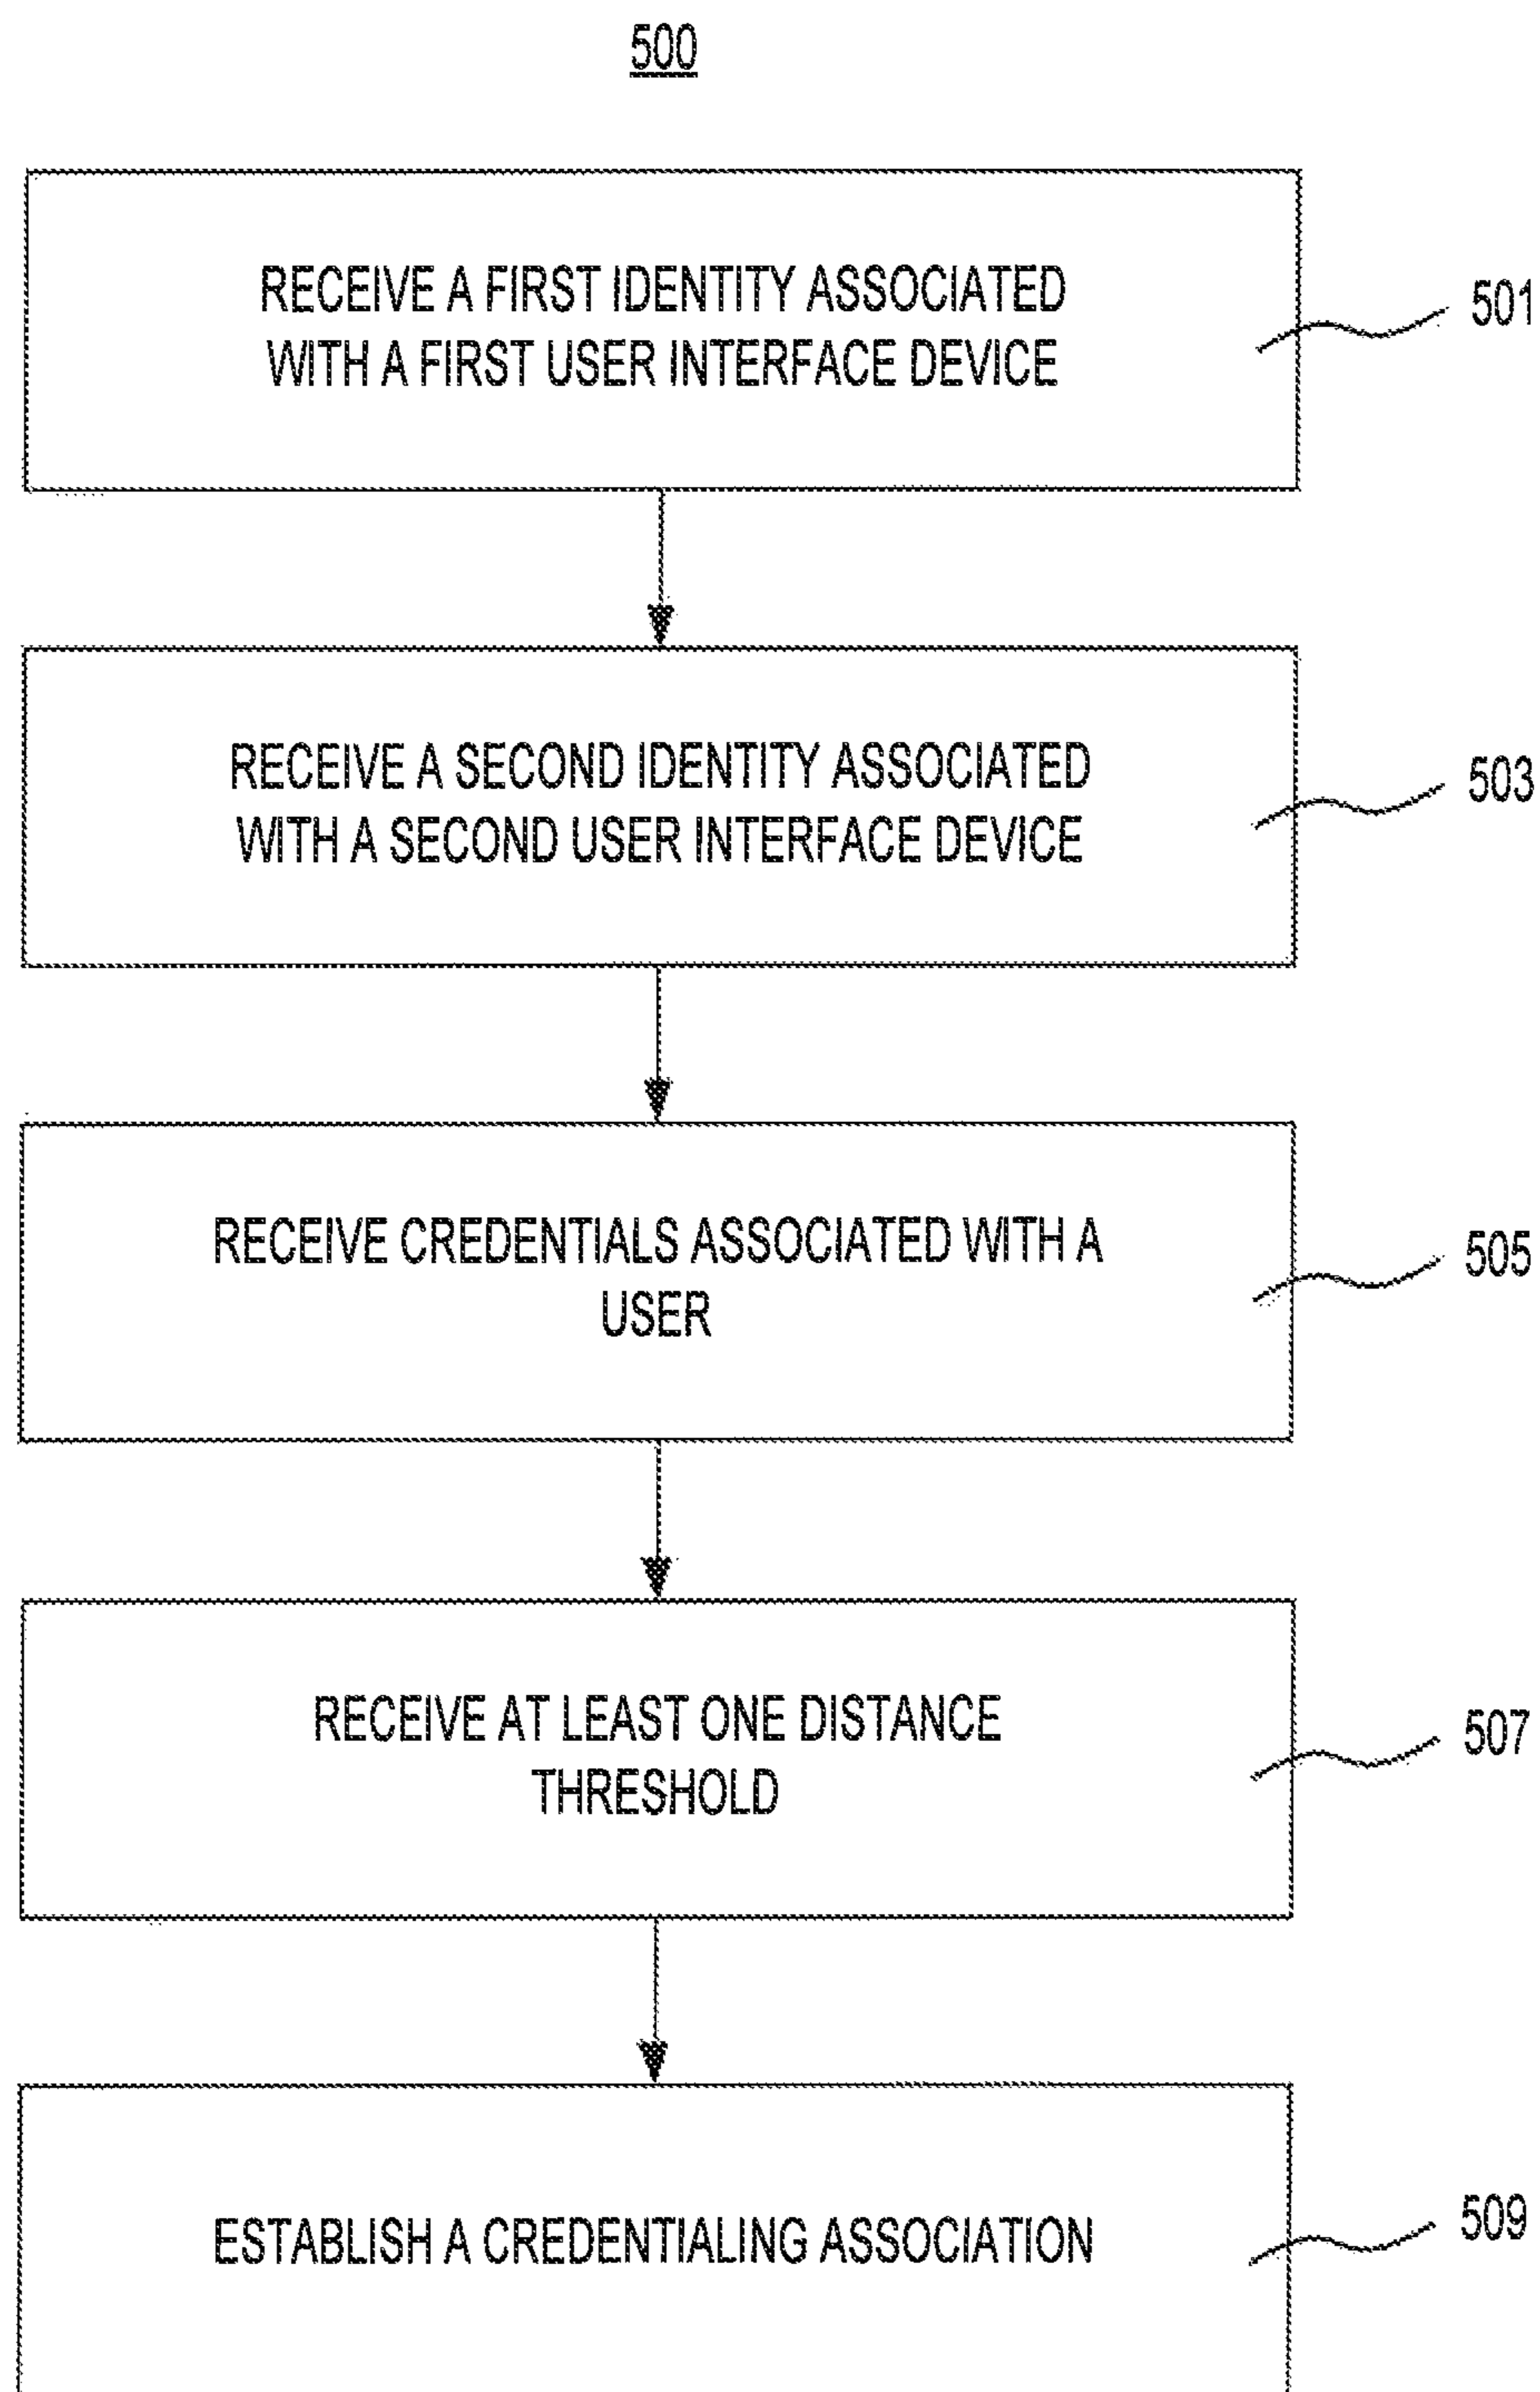 500
RECEIVE A FIRST IDENTITY ASSOCIATED
WITH A FIRST USER INTERFACE DEVICE
501
RECEIVE A SECOND IDENTITY ASSOCIATED
WITH A SECOND USER INTERFACE DEVICE
503
RECEIVE CREDENTIALS ASSOCIATED WITH A
USER
505
RECEIVE AT LEAST ONE DISTANCE
THRESHOLD
507
ESTABLISH A CREDENTIALING ASSOCIATION
509